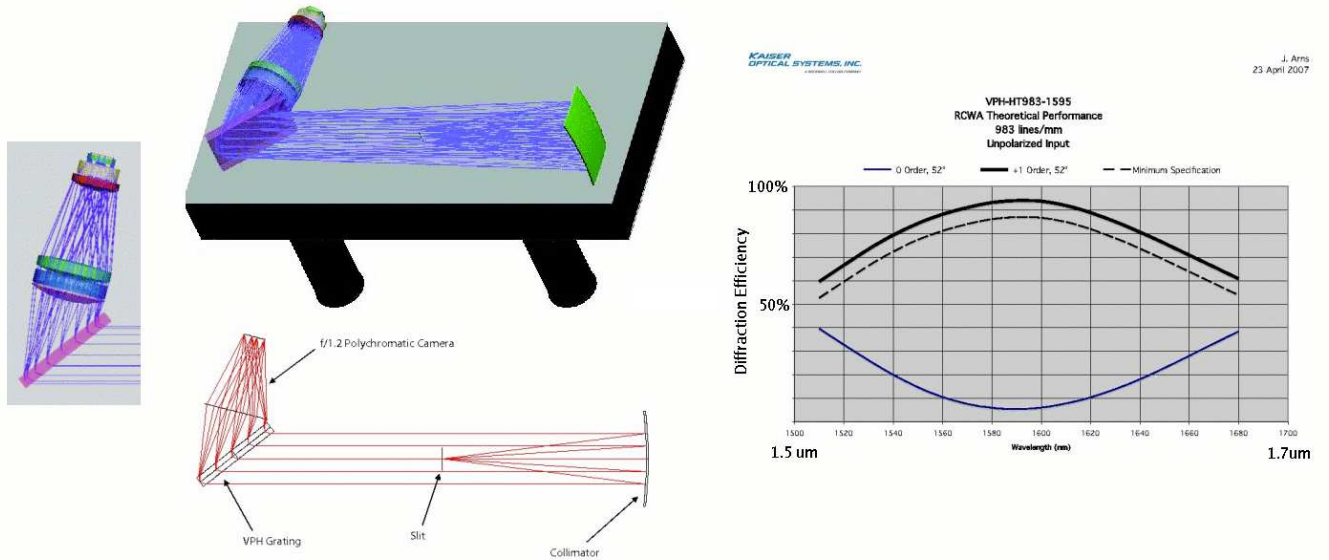 f/1.2 Polychromatic Camera
VPH Grating
Slit
Collimator
KAISER
OPTICAL SYSTEMS, INC.
J. Arns
23 April 2007
VPH-HT983-1595
RCWA Theoretical Performance
983 lines/mm
Unpolarized Input
0 Order, 52°
+1 Order, 52°
Minimum Specification
100%
50%
0%
Diffraction Efficiency
1500 1520 1540 1560 1580 1600 1620 1640 1660 1680 1700
Wavelength (nm)
1.5 um
1.7um